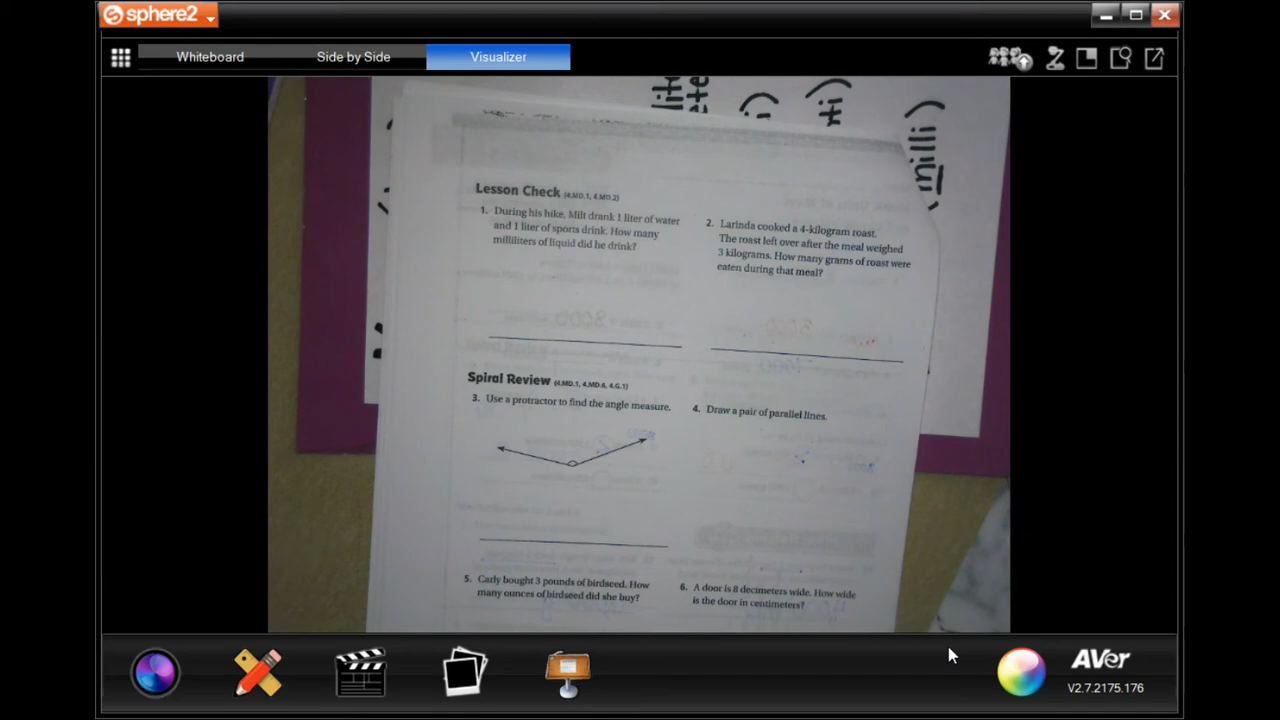 sphere2
Whiteboard
Side by Side
Visualizer
milli)
Lesson Check (4.MD.1, 4.MD.2)
1. During his hike, Milt drank 1 liter of water
and 1 liter of sports drink. How many
milliliters of liquid did he drink?
2. Larinda cooked a 4-kilogram roast.
The roast left over after the meal weighed
3 kilograms. How many grams of roast were
eaten during that meal?
Spiral Review (4.MD.1, 4.MD.6, 4.G.1)
3. Use a protractor to find the angle measure.
4. Draw a pair of parallel lines.
5. Carly bought 3 pounds of birdseed. How
many ounces of birdseed did she buy?
6. A door is 8 decimeters wide. How wide
is the door in centimeters?
AVer
V2.7.2175.176